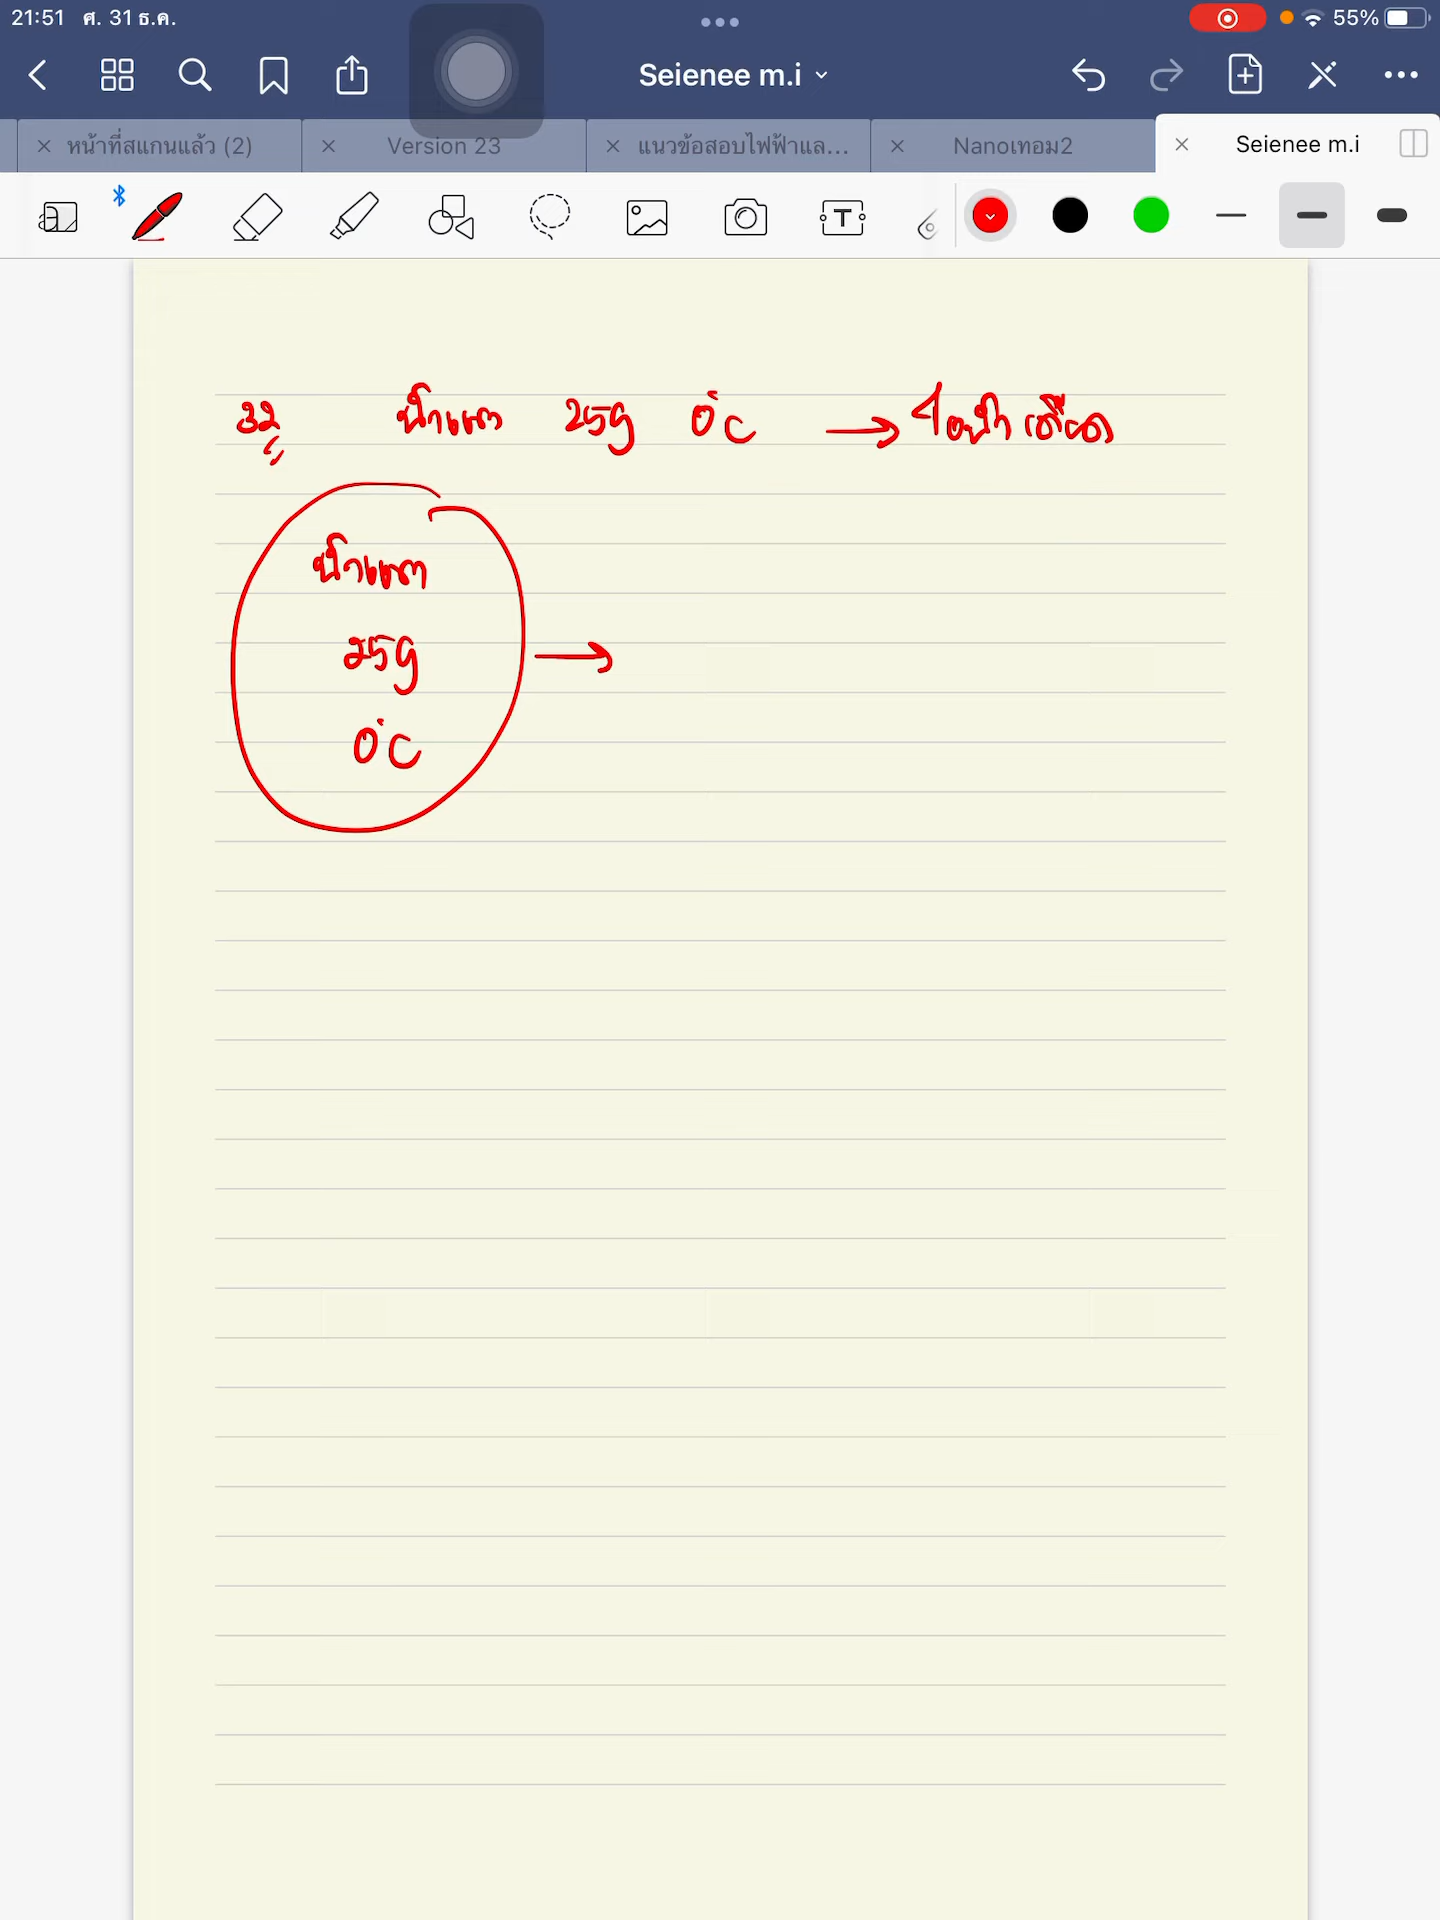 21:51 ศ. 31 ธ.ค. 55%
Seienee m.i
หน้าที่สแกนแล้ว (2) Version 23 แนวข้อสอบไฟฟ้าแล... Nanoเทอม2 Seienee m.i
32 น้ำแข็ง 25g 0°C → ไอน้ำเดือด
น้ำแข็ง
25g →
0°C